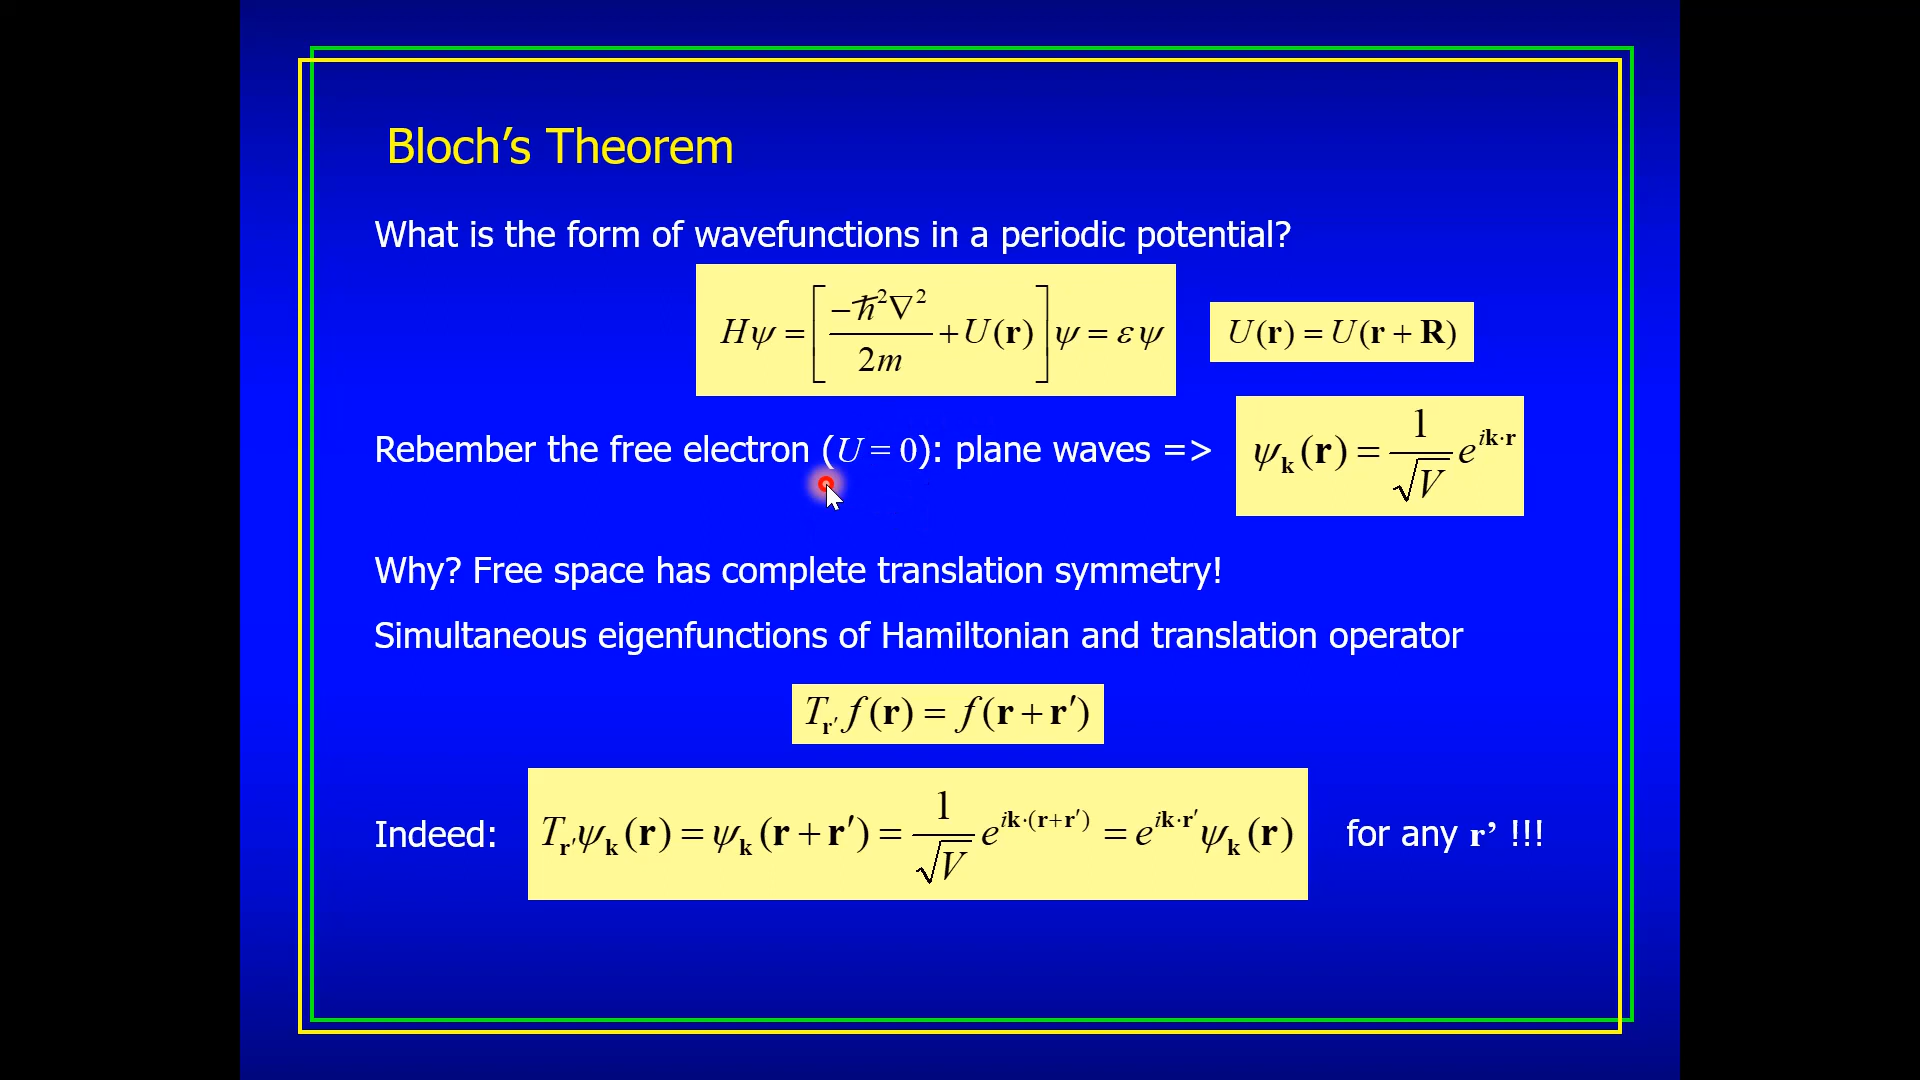 Bloch’s Theorem
What is the form of wavefunctions in a periodic potential?
Hψ = [−ℏ²∇² / 2m + U(r)] ψ = εψ
U(r) = U(r + R)
Rebember the free electron (U = 0): plane waves =>
ψₖ(r) = 1/√V e^{ik·r}
Why? Free space has complete translation symmetry!
Simultaneous eigenfunctions of Hamiltonian and translation operator
T_{r′} f(r) = f(r + r′)
Indeed: T_{r′}ψₖ(r) = ψₖ(r + r′) = 1/√V e^{ik·(r+r′)} = e^{ik·r′} ψₖ(r) for any r’ !!!